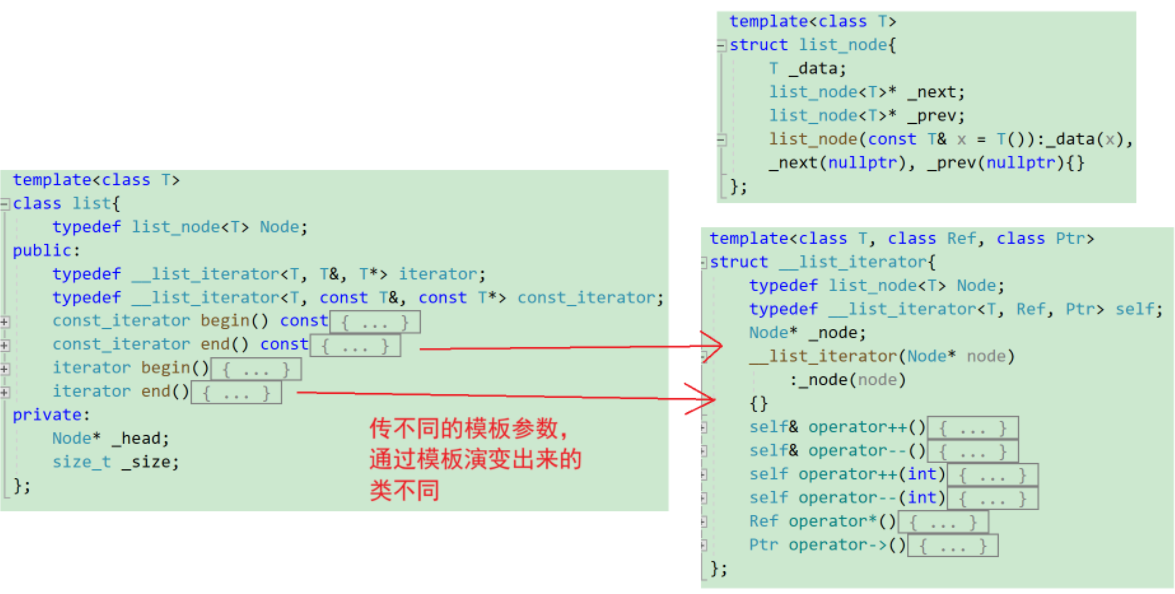 template<class T>
struct list_node{
T _data;
list_node<T>* _next;
list_node<T>* _prev;
list_node(const T& x = T()):_data(x),
_next(nullptr), _prev(nullptr){}
};
template<class T>
class list{
typedef list_node<T> Node;
public:
typedef __list_iterator<T, T&, T*> iterator;
typedef __list_iterator<T, const T&, const T*> const_iterator;
const_iterator begin() const{ ... }
const_iterator end() const{ ... }
iterator begin(){ ... }
iterator end(){ ... }
private:
Node* _head;
size_t _size;
};
传不同的模板参数，
通过模板演变出来的
类不同
template<class T, class Ref, class Ptr>
struct __list_iterator{
typedef list_node<T> Node;
typedef __list_iterator<T, Ref, Ptr> self;
Node* _node;
__list_iterator(Node* node)
:_node(node)
{}
self& operator++(){ ... }
self& operator--(){ ... }
self operator++(int){ ... }
self operator--(int){ ... }
Ref operator*(){ ... }
Ptr operator->(){ ... }
};